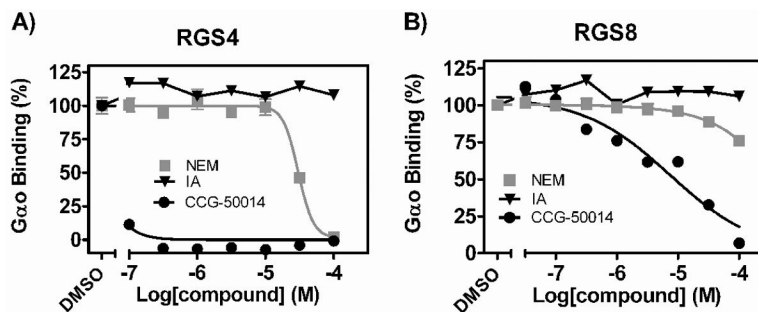 A)
RGS4
Gαo Binding (%)
125
100
75
50
25
0
NEM
IA
CCG-50014
DMSO
-7
-6
-5
-4
Log[compound] (M)
B)
RGS8
Gαo Binding (%)
125
100
75
50
25
0
NEM
IA
CCG-50014
DMSO
-7
-6
-5
-4
Log[compound] (M)